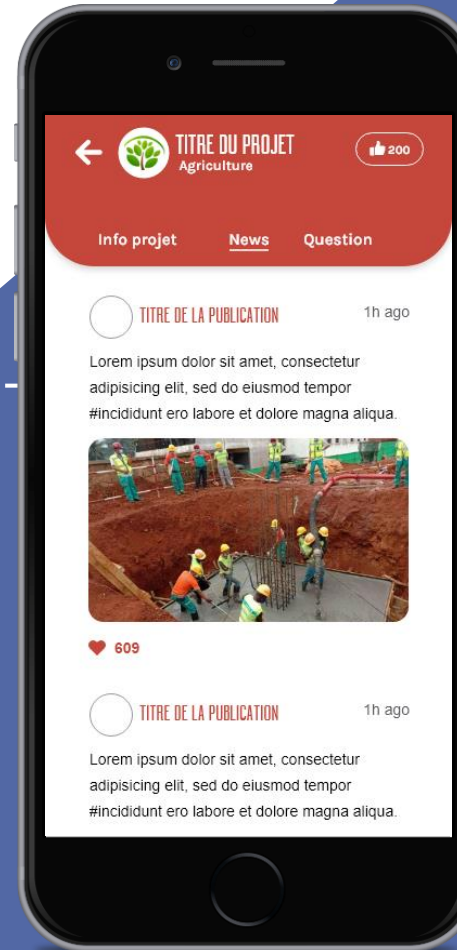 TITRE DU PROJET
Agriculture
200
Info projet News Question
TITRE DE LA PUBLICATION 1h ago
Lorem ipsum dolor sit amet, consectetur
adipisicing elit, sed do eiusmod tempor
#incididunt ero labore et dolore magna aliqua.
609
TITRE DE LA PUBLICATION 1h ago
Lorem ipsum dolor sit amet, consectetur
adipisicing elit, sed do eiusmod tempor
#incididunt ero labore et dolore magna aliqua.